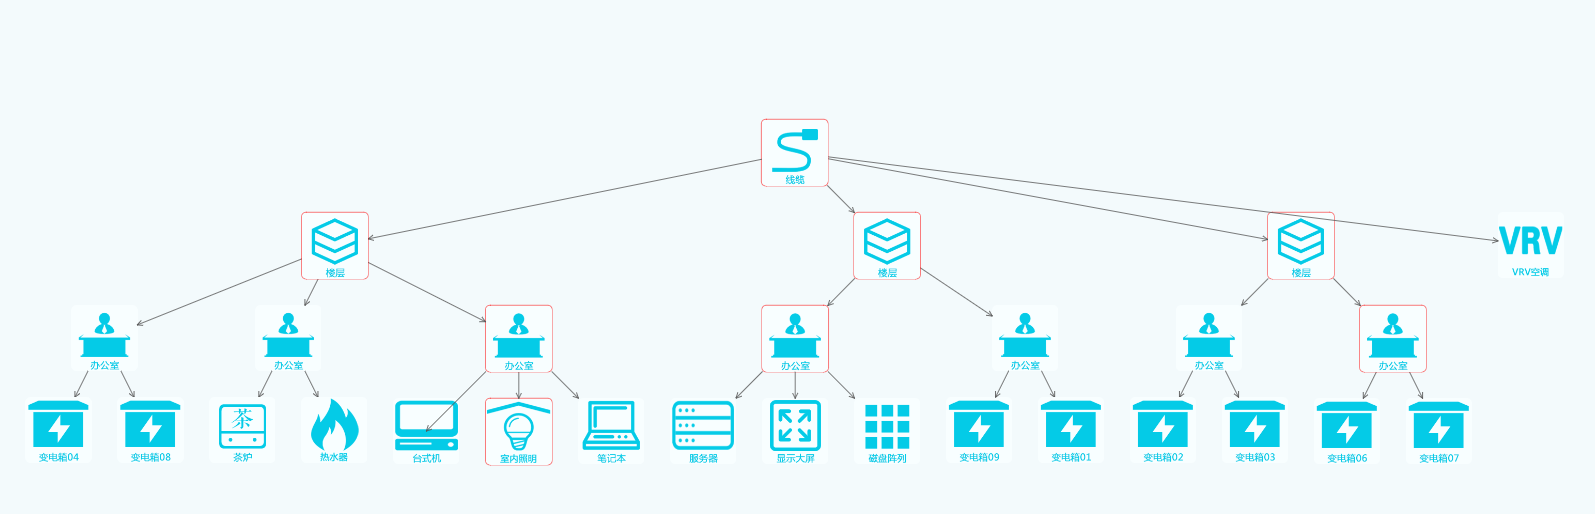 线缆
楼层
楼层
楼层
VRV
VRV空调
办公室
办公室
办公室
办公室
办公室
办公室
办公室
变电箱04
变电箱08
茶
茶炉
热水器
台式机
室内照明
笔记本
服务器
显示大屏
磁盘阵列
变电箱09
变电箱01
变电箱02
变电箱03
变电箱06
变电箱07